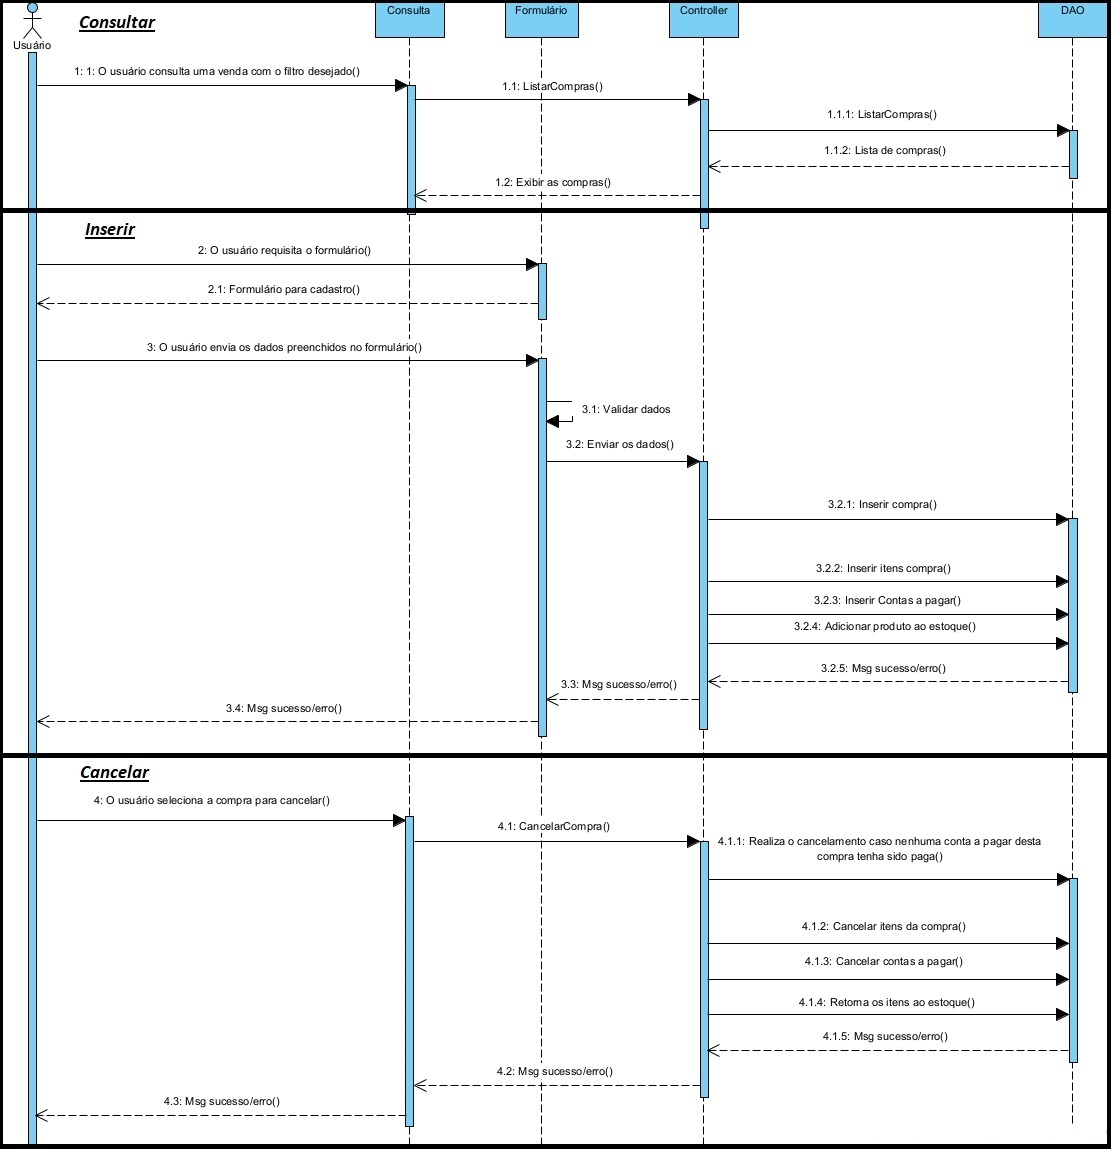 Consultar
Consulta
Formulário
Controller
DAO
Usuário
1: 1: O usuário consulta uma venda com o filtro desejado()
1.1: ListarCompras()
1.1.1: ListarCompras()
1.1.2: Lista de compras()
1.2: Exibir as compras()
Inserir
2: O usuário requisita o formulário()
2.1: Formulário para cadastro()
3: O usuário envia os dados preenchidos no formulário()
3.1: Validar dados
3.2: Enviar os dados()
3.2.1: Inserir compra()
3.2.2: Inserir itens compra()
3.2.3: Inserir Contas a pagar()
3.2.4: Adicionar produto ao estoque()
3.2.5: Msg sucesso/erro()
3.3: Msg sucesso/erro()
3.4: Msg sucesso/erro()
Cancelar
4: O usuário seleciona a compra para cancelar()
4.1: CancelarCompra()
4.1.1: Realiza o cancelamento caso nenhuma conta a pagar desta
compra tenha sido paga()
4.1.2: Cancelar itens da compra()
4.1.3: Cancelar contas a pagar()
4.1.4: Retorna os itens ao estoque()
4.1.5: Msg sucesso/erro()
4.2: Msg sucesso/erro()
4.3: Msg sucesso/erro()